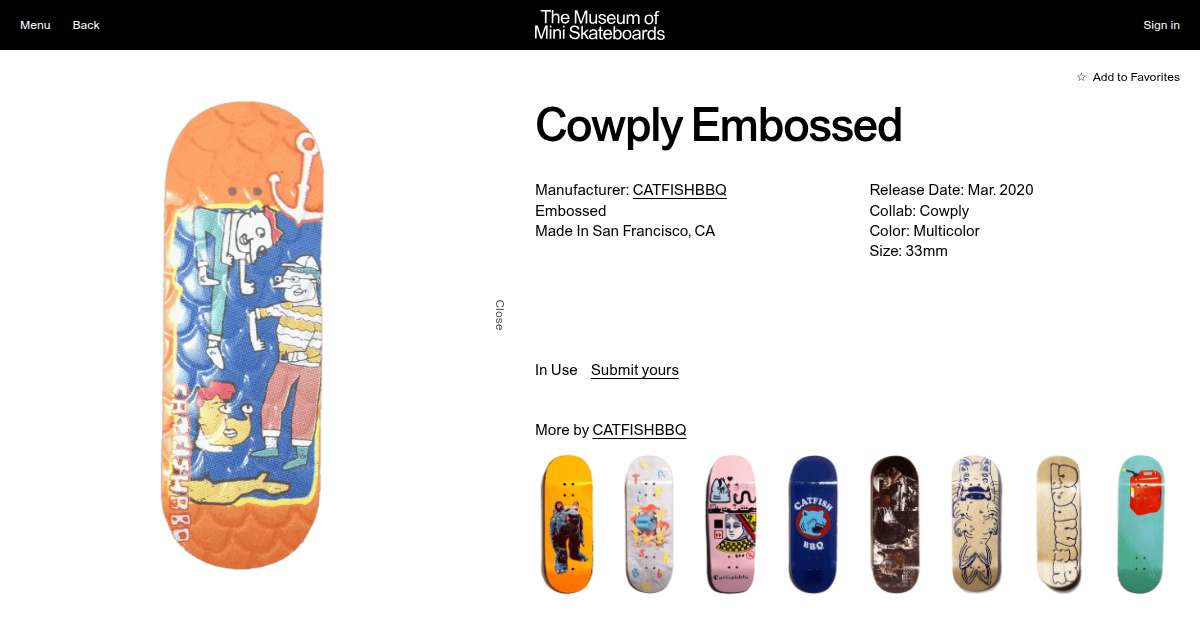 Menu
Back
The Museum of
Mini Skateboards
Sign in
☆ Add to Favorites
Cowply Embossed
Manufacturer: CATFISHBBQ
Embossed
Made In San Francisco, CA
Release Date: Mar. 2020
Collab: Cowply
Color: Multicolor
Size: 33mm
Close
CATFISHBBQ
In Use
Submit yours
More by CATFISHBBQ
CATFISH
BBQ
Catfishbbq